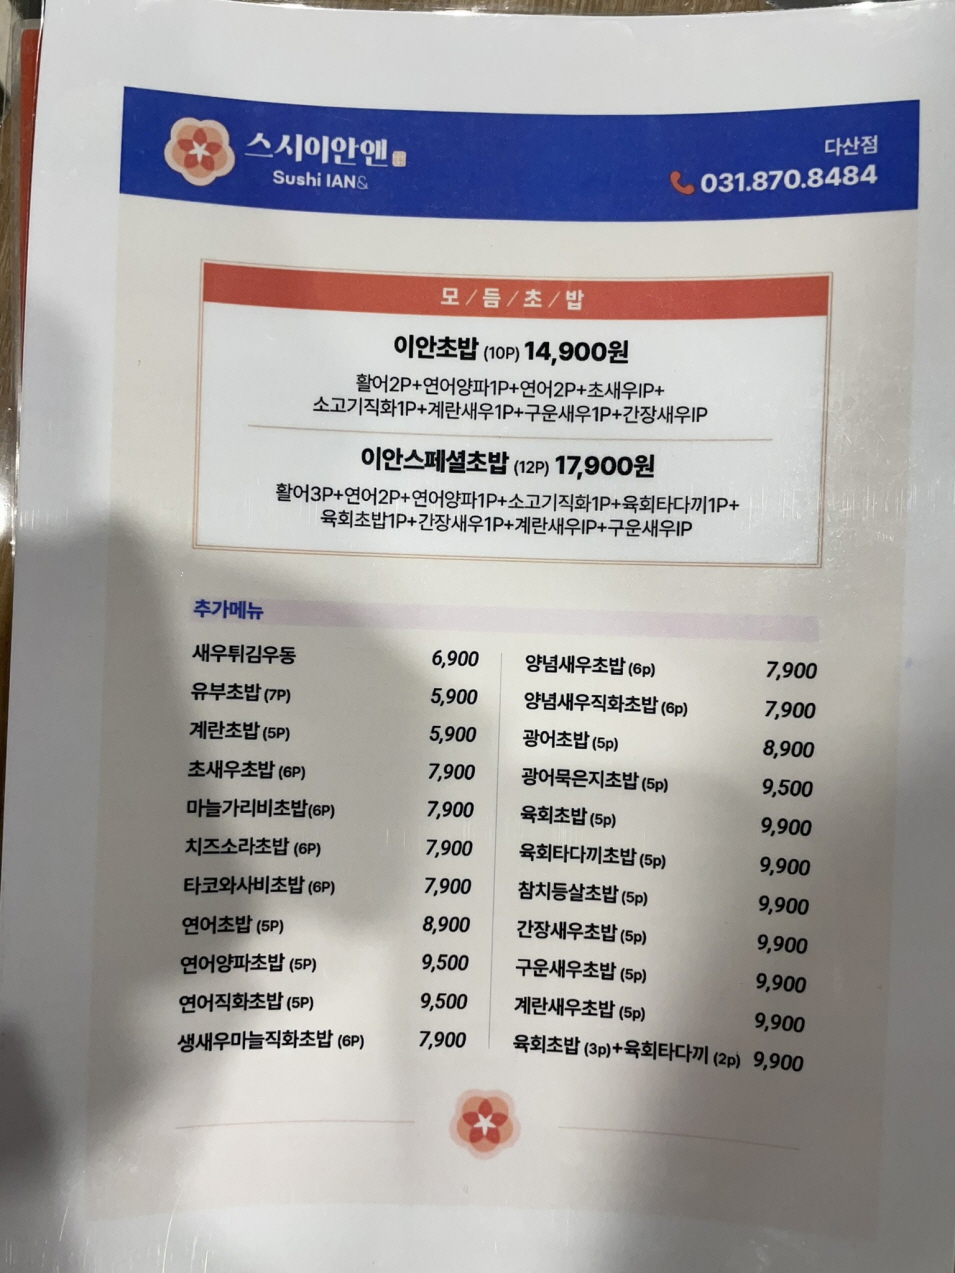 스시이안앤
Sushi IAN&
다산점
031.870.8484
모/듬/초/밥
이안초밥 (10P) 14,900원
활어2P+연어양파1P+연어2P+초새우IP+
소고기직화1P+계란새우1P+구운새우1P+간장새우IP
이안스페셜초밥 (12P) 17,900원
활어3P+연어2P+연어양파1P+소고기직화1P+육회타다끼1P+
육회초밥1P+간장새우1P+계란새우IP+구운새우IP
추가메뉴
새우튀김우동 6,900
유부초밥 (7P) 5,900
계란초밥 (5P) 5,900
초새우초밥 (6P) 7,900
마늘가리비초밥(6P) 7,900
치즈소라초밥 (6P) 7,900
타코와사비초밥 (6P) 7,900
연어초밥 (5P) 8,900
연어양파초밥 (5P) 9,500
연어직화초밥 (5P) 9,500
생새우마늘직화초밥 (6P) 7,900
양념새우초밥 (6p) 7,900
양념새우직화초밥 (6p) 7,900
광어초밥 (5p) 8,900
광어묵은지초밥 (5p) 9,500
육회초밥 (5p) 9,900
육회타다끼초밥 (5p) 9,900
참치등살초밥 (5p) 9,900
간장새우초밥 (5p) 9,900
구운새우초밥 (5p) 9,900
계란새우초밥 (5p) 9,900
육회초밥 (3p)+육회타다끼 (2p) 9,900